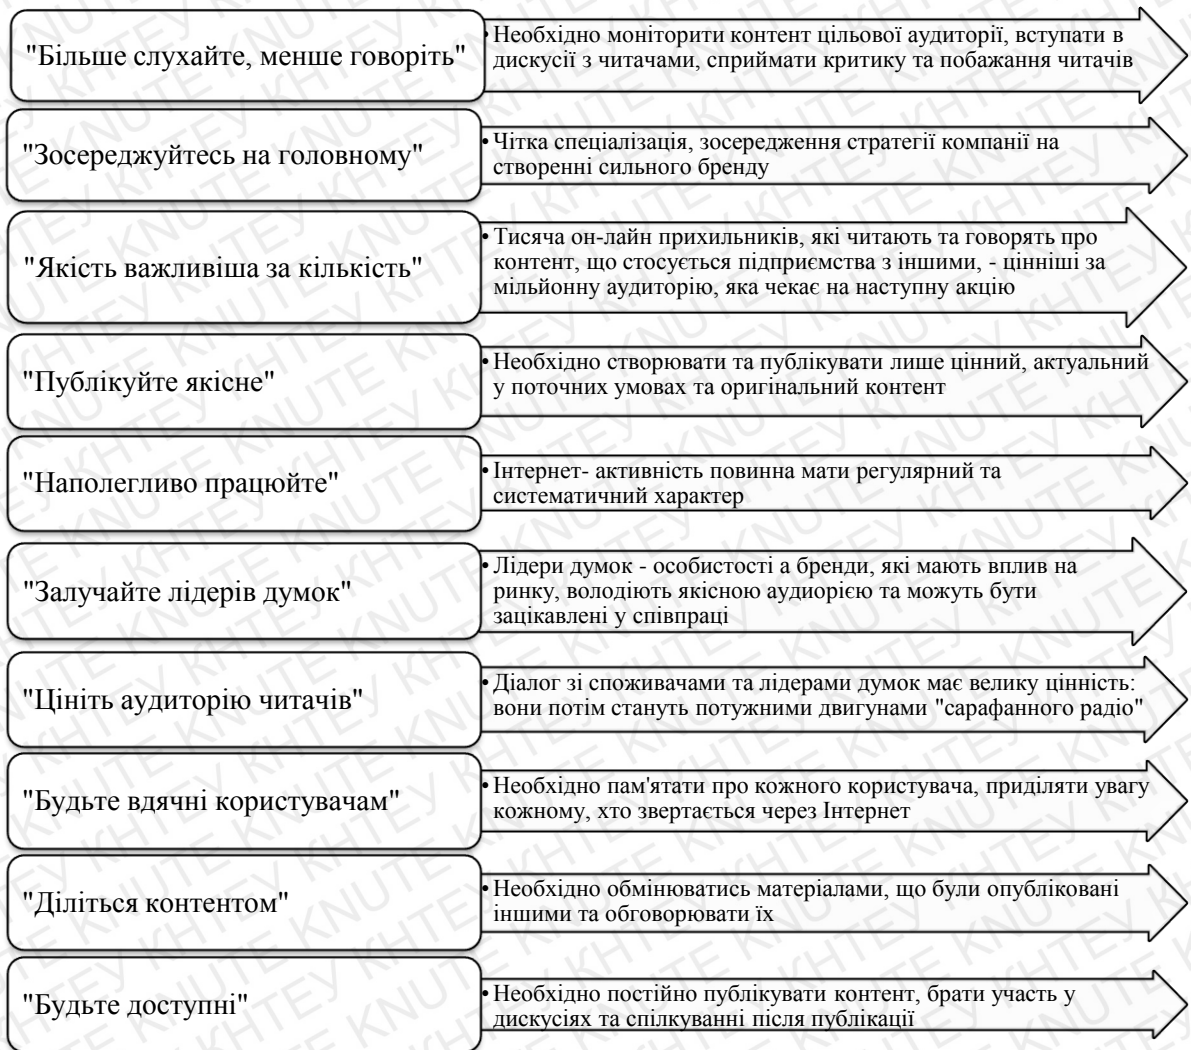 "Більше слухайте, менше говоріть"
• Необхідно моніторити контент цільової аудиторії, вступати в
дискусії з читачами, сприймати критику та побажання читачів
"Зосереджуйтесь на головному"
• Чітка спеціалізація, зосередження стратегії компанії на
створенні сильного бренду
"Якість важливіша за кількість"
• Тисяча он-лайн прихильників, які читають та говорять про
контент, що стосується підприємства з іншими, - цінніші за
мільйонну аудиторію, яка чекає на наступну акцію
"Публікуйте якісне"
• Необхідно створювати та публікувати лише цінний, актуальний
у поточних умовах та оригінальний контент
"Наполегливо працюйте"
• Інтернет- активність повинна мати регулярний та
систематичний характер
"Залучайте лідерів думок"
• Лідери думок - особистості а бренди, які мають вплив на
ринку, володіють якісною аудиорією та можуть бути
зацікавлені у співпраці
"Цініть аудиторію читачів"
• Діалог зі споживачами та лідерами думок має велику цінність:
вони потім стануть потужними двигунами "сарафанного радіо"
"Будьте вдячні користувачам"
• Необхідно пам'ятати про кожного користувача, приділяти увагу
кожному, хто звертається через Інтернет
"Діліться контентом"
• Необхідно обмінюватись матеріалами, що були опубліковані
іншими та обговорювати їх
"Будьте доступні"
• Необхідно постійно публікувати контент, брати участь у
дискусіях та спілкуванні після публікації